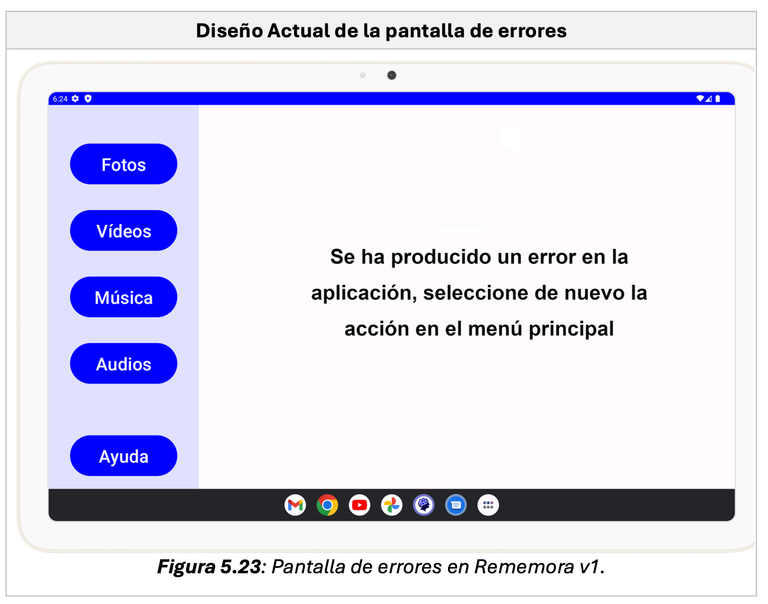 Diseño Actual de la pantalla de errores
6:24
Fotos
Vídeos
Música
Audios
Ayuda
Se ha producido un error en la
aplicación, seleccione de nuevo la
acción en el menú principal
Figura 5.23: Pantalla de errores en Rememora v1.